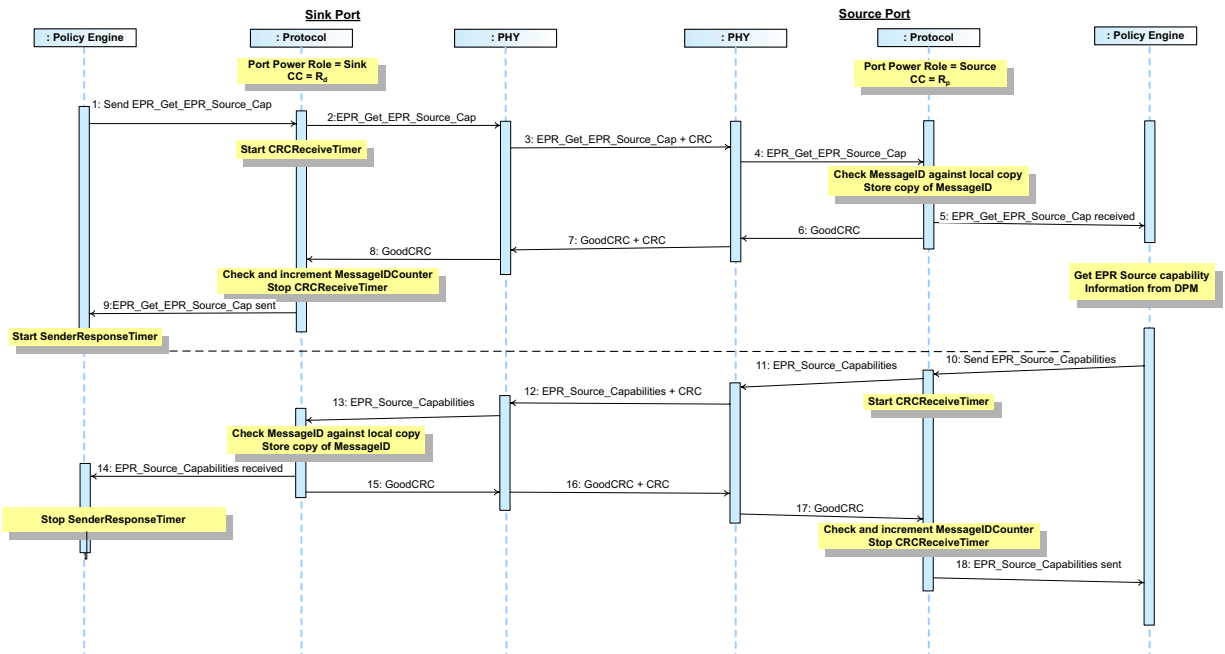 Sink Port
Source Port
: Policy Engine
: Protocol
: PHY
: PHY
: Protocol
: Policy Engine
Port Power Role = Sink
CC = Rd
Port Power Role = Source
CC = Rp
1: Send EPR_Get_EPR_Source_Cap
2:EPR_Get_EPR_Source_Cap
Start CRCReceiveTimer
3: EPR_Get_EPR_Source_Cap + CRC
4: EPR_Get_EPR_Source_Cap
Check MessageID against local copy
Store copy of MessageID
5: EPR_Get_EPR_Source_Cap received
6: GoodCRC
7: GoodCRC + CRC
8: GoodCRC
Check and increment MessageIDCounter
Stop CRCReceiveTimer
Get EPR Source capability
Information from DPM
9:EPR_Get_EPR_Source_Cap sent
Start SenderResponseTimer
10: Send EPR_Source_Capabilities
11: EPR_Source_Capabilities
Start CRCReceiveTimer
12: EPR_Source_Capabilities + CRC
13: EPR_Source_Capabilities
Check MessageID against local copy
Store copy of MessageID
14: EPR_Source_Capabilities received
15: GoodCRC
16: GoodCRC + CRC
Stop SenderResponseTimer
17: GoodCRC
Check and increment MessageIDCounter
Stop CRCReceiveTimer
18: EPR_Source_Capabilities sent